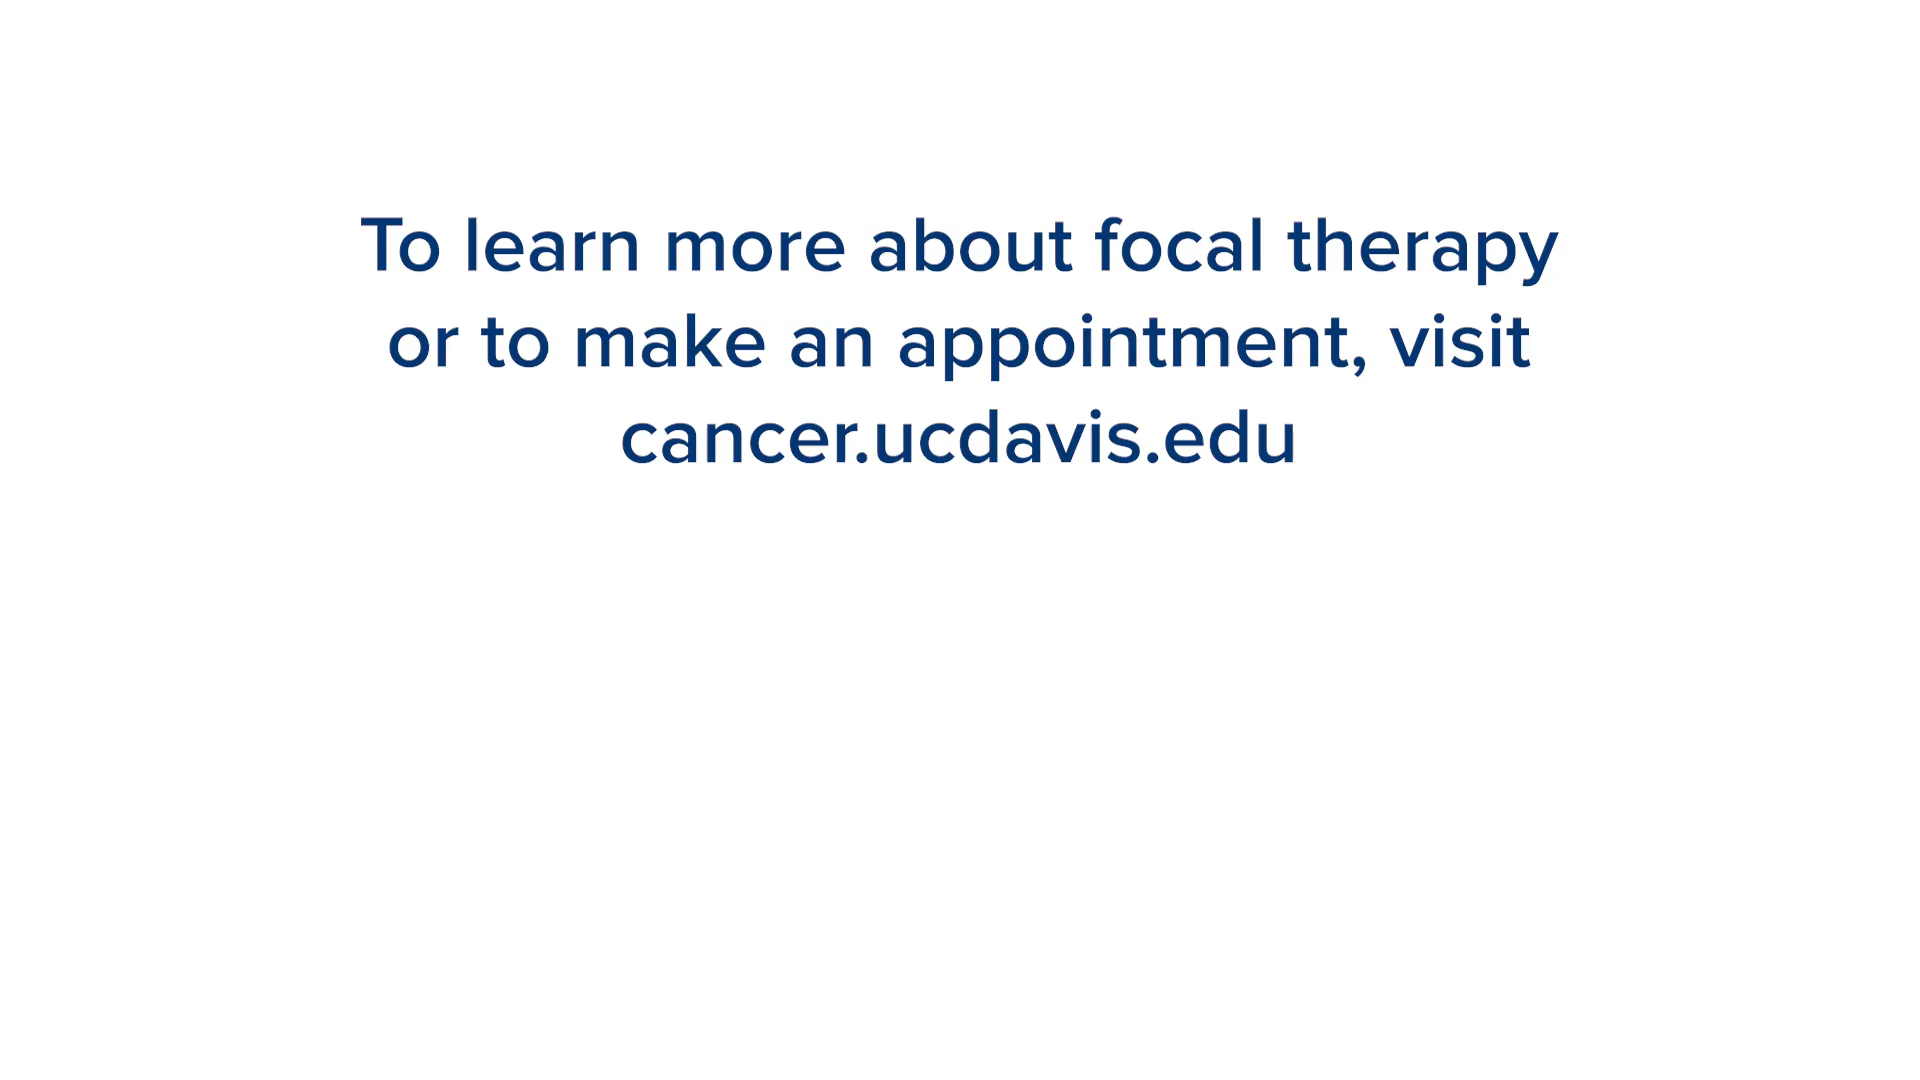 To learn more about focal therapy
or to make an appointment, visit
cancer.ucdavis.edu